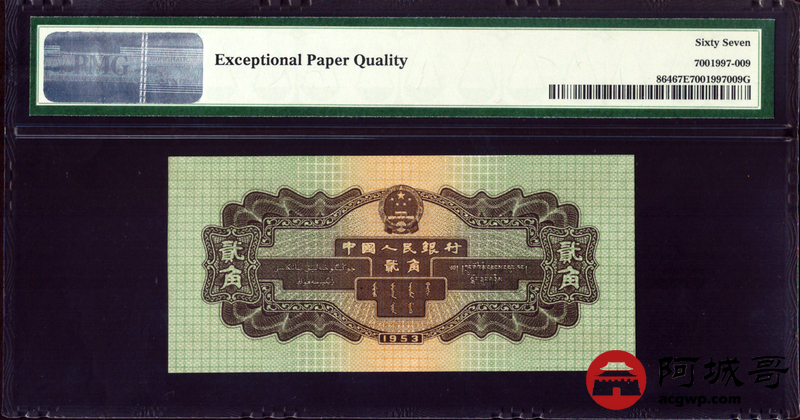 PMG
Exceptional Paper Quality
Sixty Seven
7001997-009
86467E7001997009G
中國人民銀行
貳角
貳角
貳角
1953
阿城哥
acgwp.com